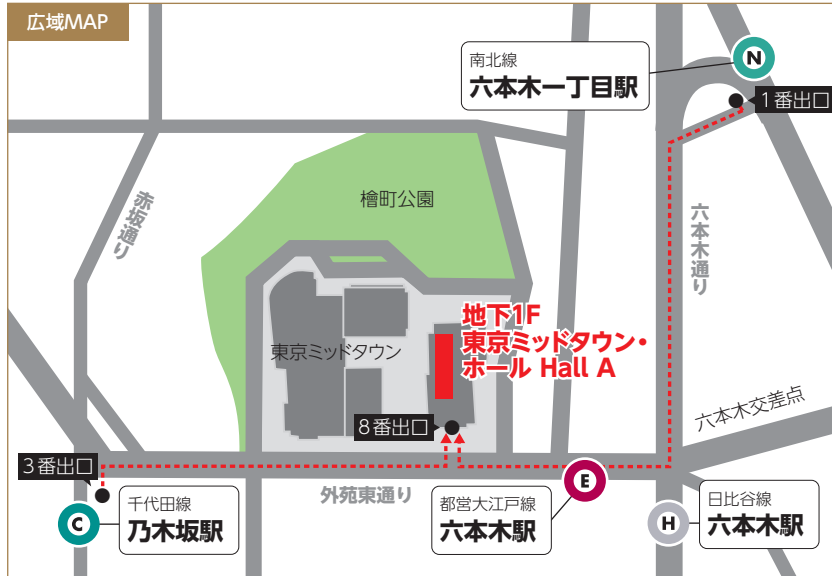 広域MAP
南北線
六本木一丁目駅
N
1番出口
檜町公園
赤坂通り
六本木通り
地下1F
東京ミッドタウン・
ホール Hall A
東京ミッドタウン
六本木交差点
8番出口
3番出口
外苑東通り
C
千代田線
乃木坂駅
都営大江戸線
六本木駅
E
H
日比谷線
六本木駅